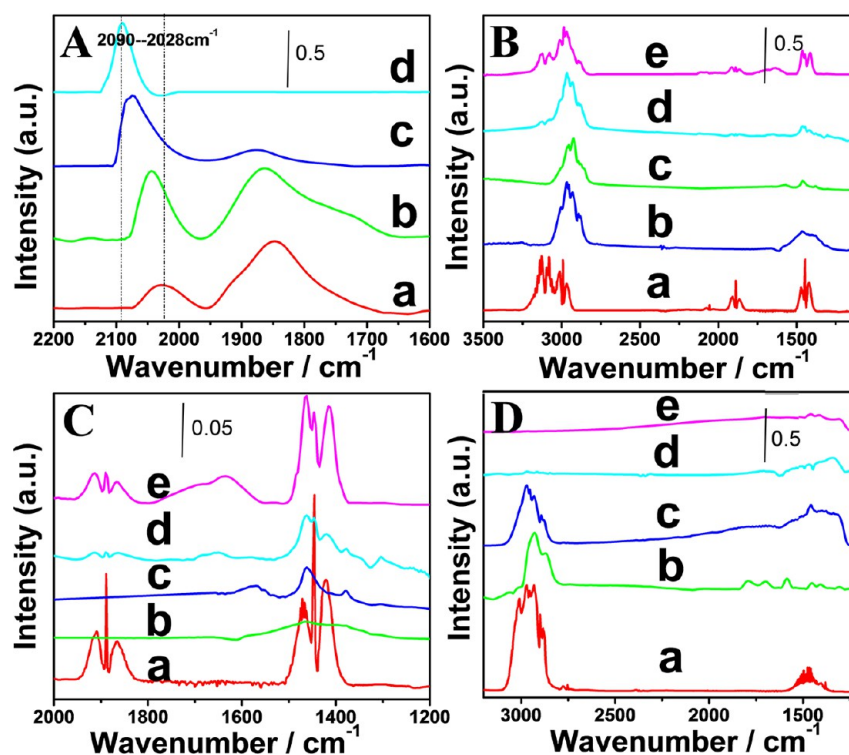 A
2090--2028cm-1
0.5
d
c
b
a
Intensity (a.u.)
2200 2100 2000 1900 1800 1700 1600
Wavenumber / cm-1
B
0.5
e
d
c
b
a
Intensity (a.u.)
3500 3000 2500 2000 1500
Wavenumber / cm-1
C
0.05
e
d
c
b
a
Intensity (a.u.)
2000 1800 1600 1400 1200
Wavenumber / cm-1
D
0.5
e
d
c
b
a
Intensity (a.u.)
3000 2500 2000 1500
Wavenumber / cm-1